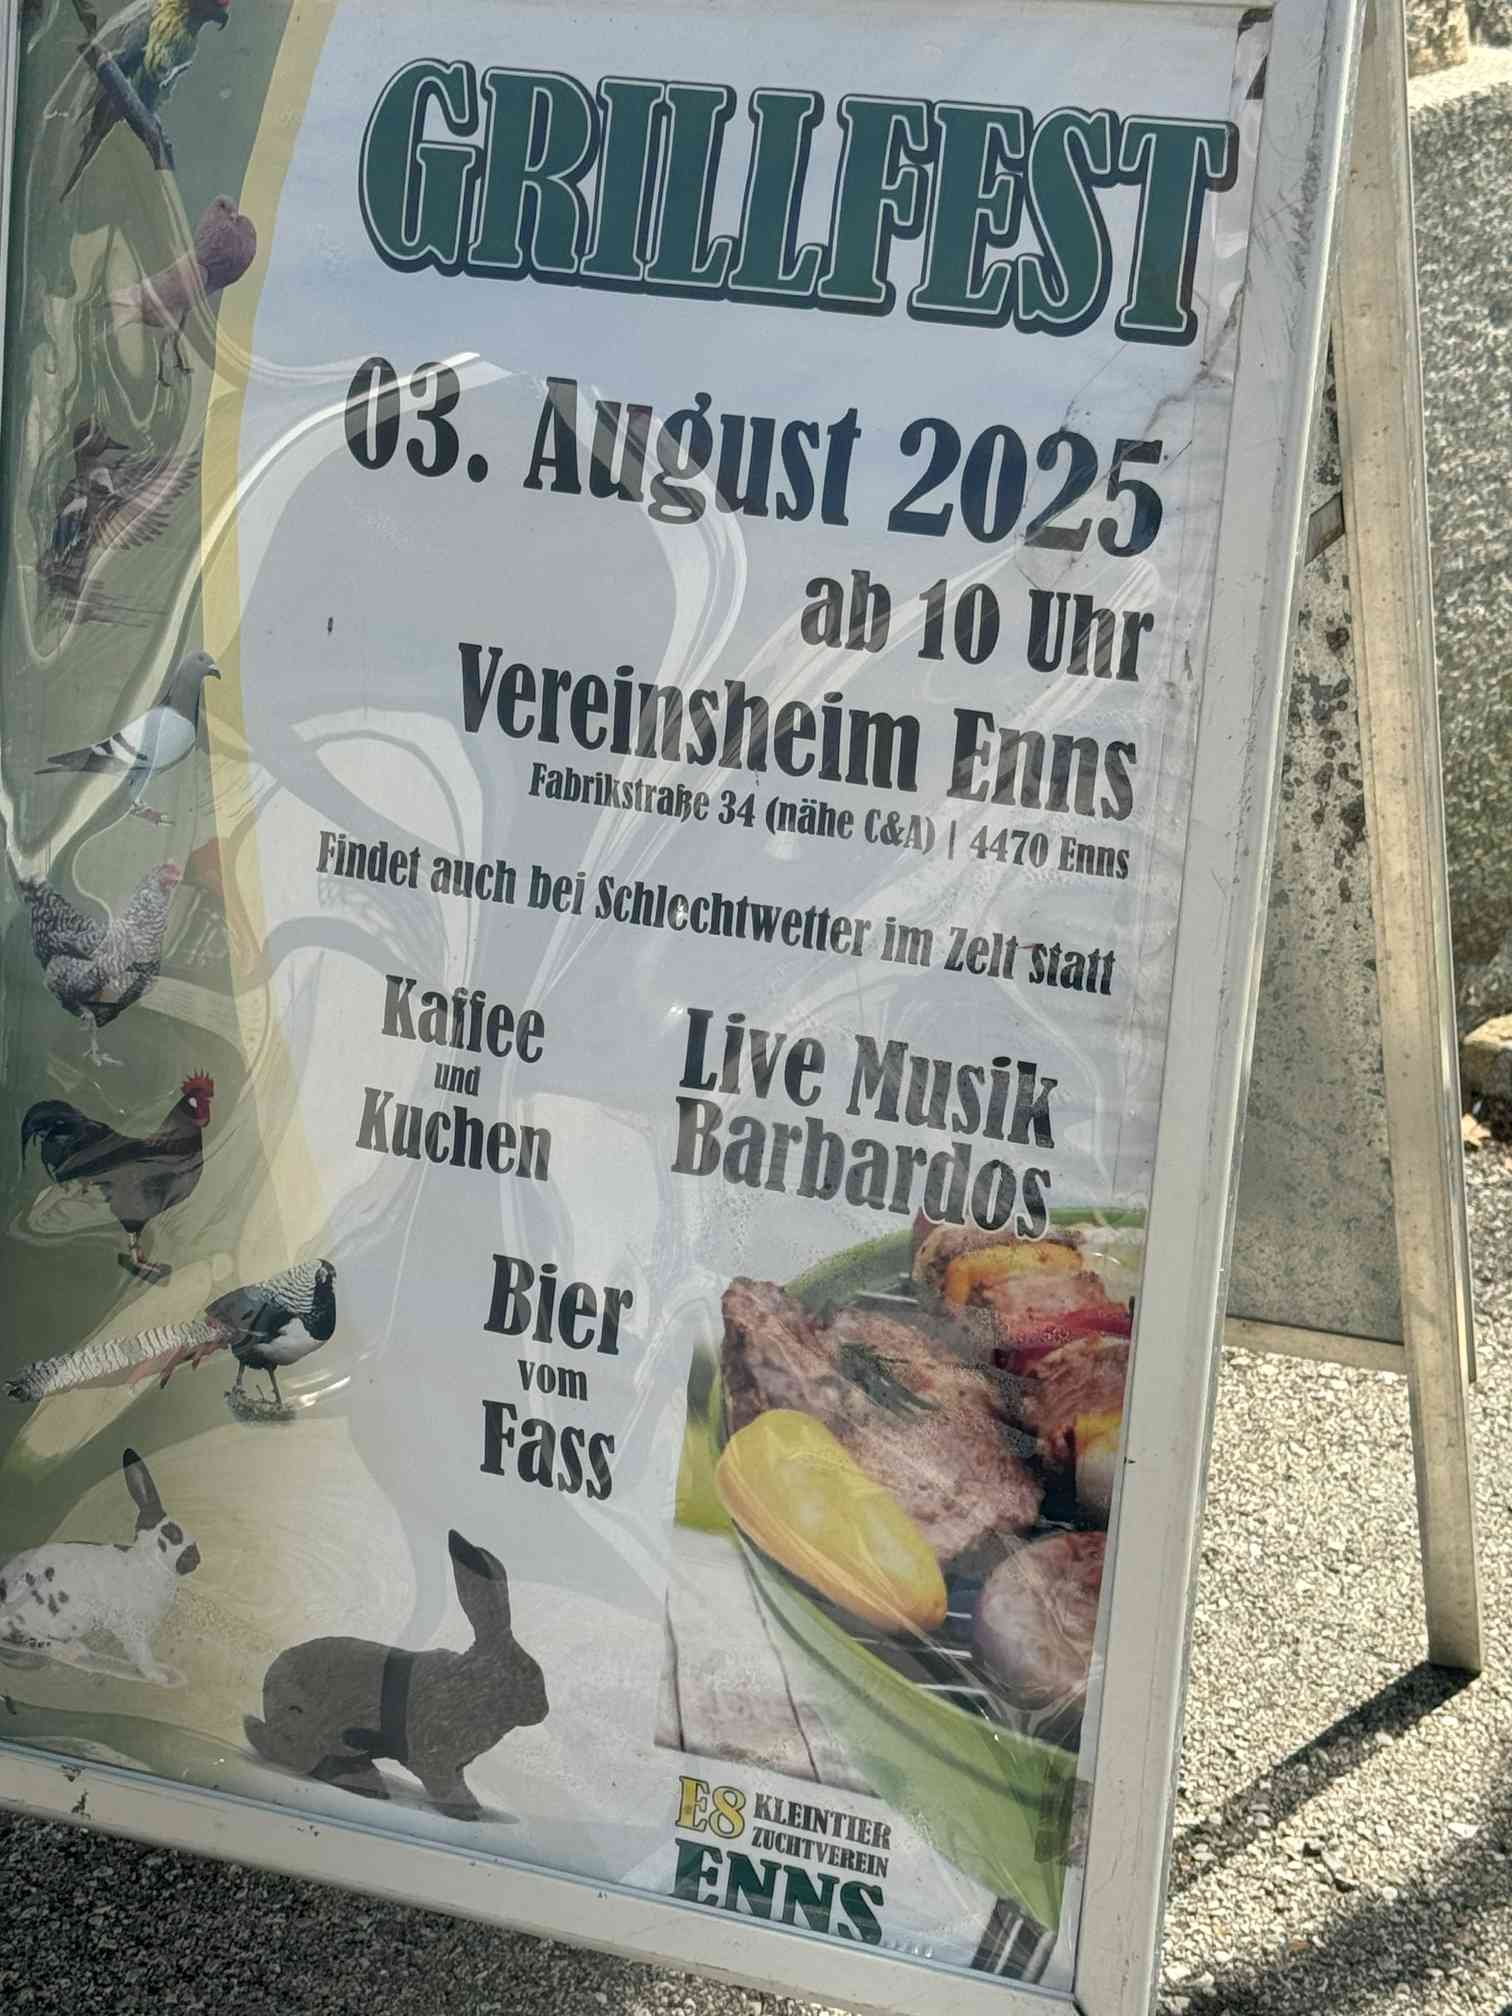 GRILLFEST
03. August 2025
ab 10 Uhr
Vereinsheim Enns
Fabrikstraße 34 (nähe C&A) | 4470 Enns
Findet auch bei Schlechtwetter im Zelt statt
Kaffee
und
Kuchen
Live Musik
Barbardos
Bier
vom
Fass
E8 KLEINTIER
ZUCHTVEREIN
ENNS